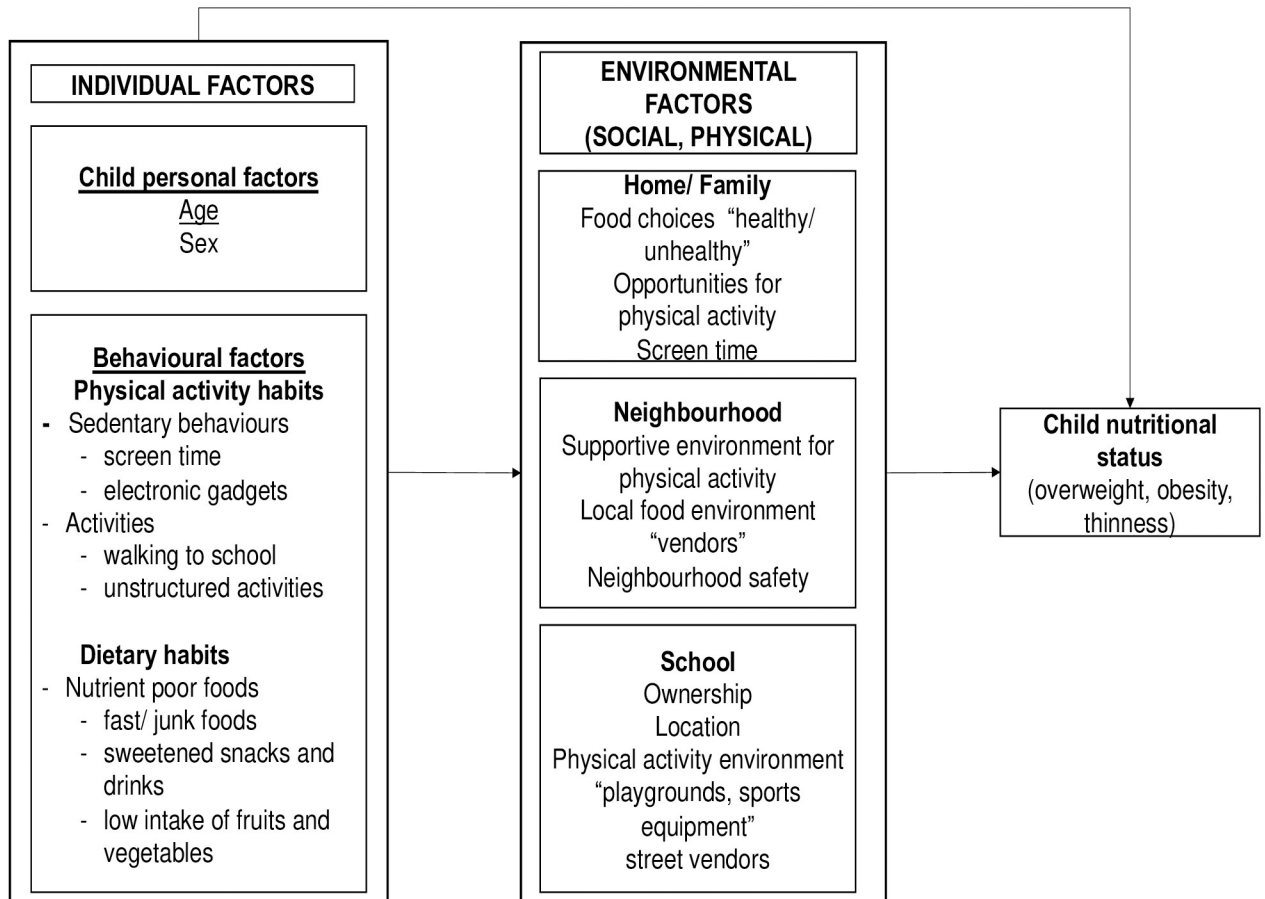 INDIVIDUAL FACTORS
Child personal factors
Age
Sex
Behavioural factors
Physical activity habits
- Sedentary behaviours
- screen time
- electronic gadgets
- Activities
- walking to school
- unstructured activities
Dietary habits
- Nutrient poor foods
- fast/ junk foods
- sweetened snacks and
drinks
- low intake of fruits and
vegetables
ENVIRONMENTAL
FACTORS
(SOCIAL, PHYSICAL)
Home/ Family
Food choices “healthy/
unhealthy”
Opportunities for
physical activity
Screen time
Neighbourhood
Supportive environment for
physical activity
Local food environment
“vendors”
Neighbourhood safety
School
Ownership
Location
Physical activity environment
“playgrounds, sports
equipment”
street vendors
Child nutritional
status
(overweight, obesity,
thinness)